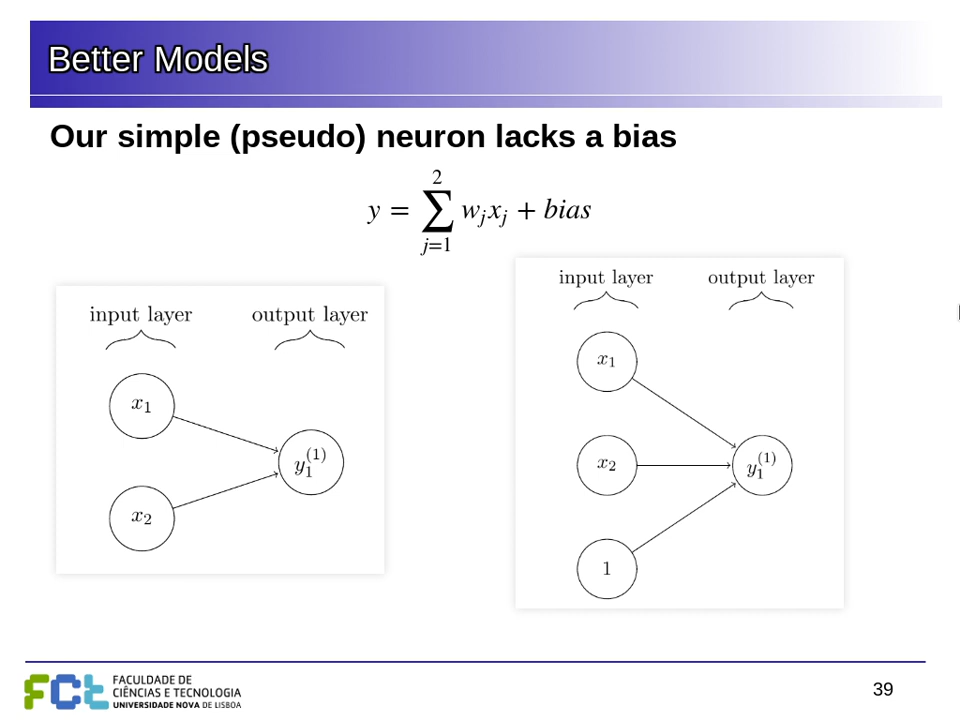 Better Models
Our simple (pseudo) neuron lacks a bias
y = ∑_{j=1}^{2} w_j x_j + bias
input layer output layer
x_1
x_2
y_1^{(1)}
input layer output layer
x_1
x_2
1
y_1^{(1)}
FCt FACULDADE DE
CIÊNCIAS E TECNOLOGIA
UNIVERSIDADE NOVA DE LISBOA
39